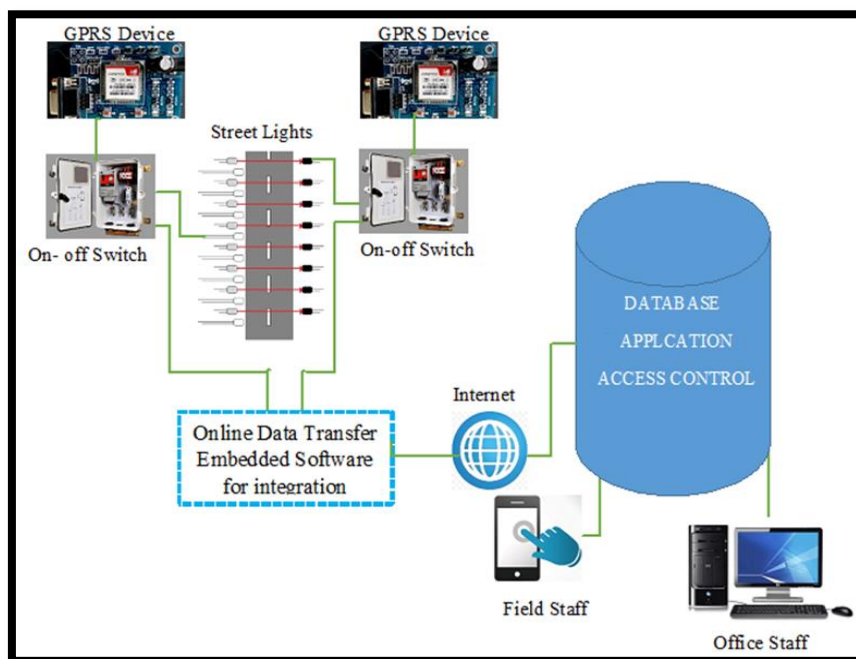 GPRS Device
GPRS Device
Street Lights
On- off Switch
On-off Switch
DATABASE
APPLCATION
ACCESS CONTROL
Internet
Online Data Transfer
Embedded Software
for integration
Field Staff
Office Staff